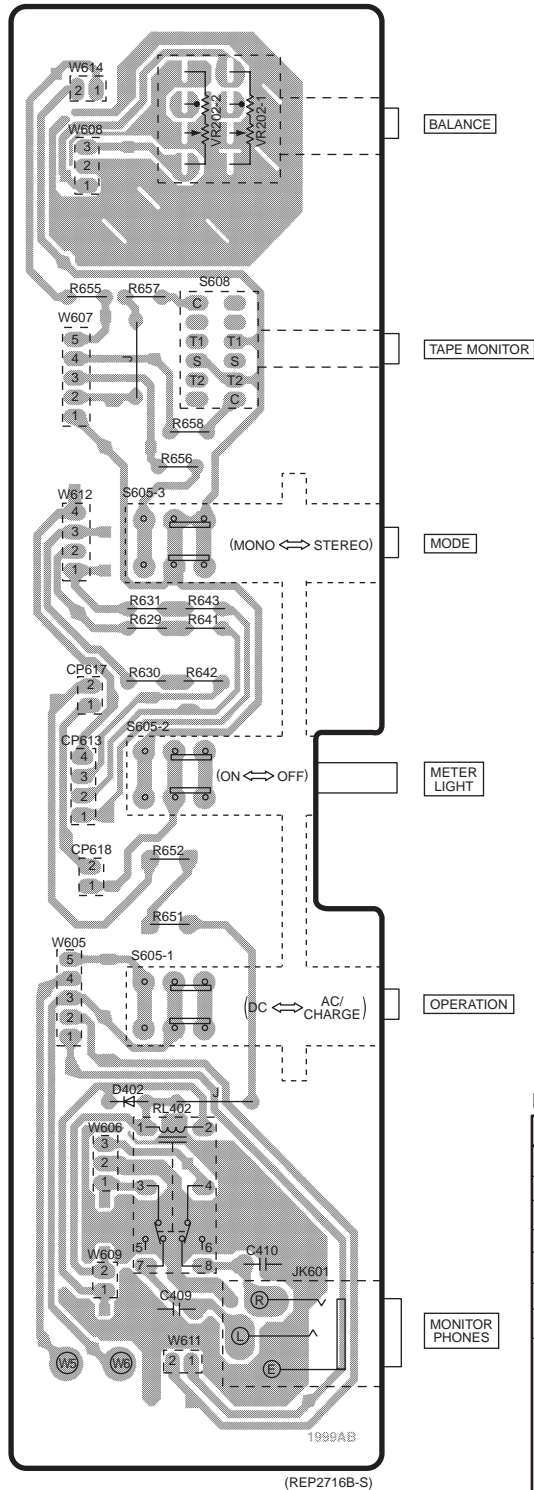 W614
2 1
VR202-2
VR202-1
BALANCE
W608
3
2
1
R655 R657 S608
C
W607
5
T1 T1
TAPE MONITOR
4
S S
J
3
T2 T2
2
C
1
R658
R656
W612
S605-3
4
3
(MONO ⇔ STEREO)
MODE
2
1
R631 R643
R629 R641
CP617
R630 R642
2
1
CP613
S605-2
4
3
(ON ⇔ OFF)
METER
LIGHT
2
1
CP618
R652
2
1
R651
W605
S605-1
5
4
3
(DC ⇔ AC/
CHARGE)
OPERATION
2
1
D402 J
RL402
W606
1 2
3
2
1
3 4
5 6
W609
7 8
C410
2
JK601
1
C409
R
MONITOR
PHONES
L
W611
W5 W6 2 1
E
1999AB
(REP2716B-S)